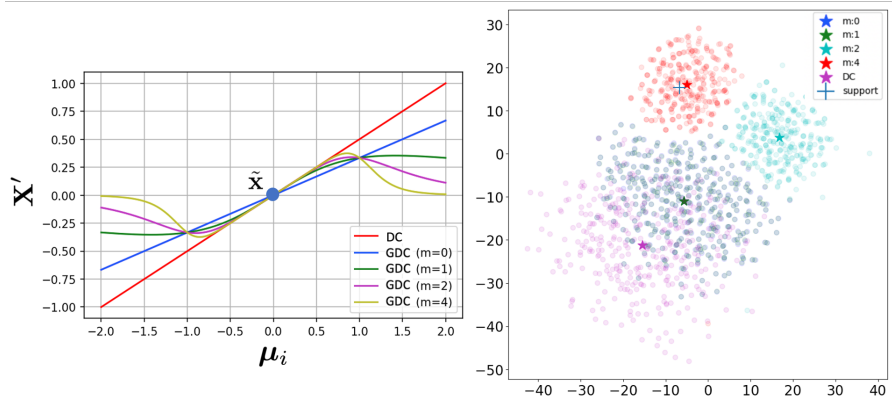 1.00
0.75
0.50
0.25
0.00
−0.25
−0.50
−0.75
−1.00
X′
x̃
DC
GDC (m=0)
GDC (m=1)
GDC (m=2)
GDC (m=4)
−2.0 −1.5 −1.0 −0.5 0.0 0.5 1.0 1.5 2.0
μi
30
20
10
0
−10
−20
−30
−40
−50
m:0
m:1
m:2
m:4
DC
support
−40 −30 −20 −10 0 10 20 30 40